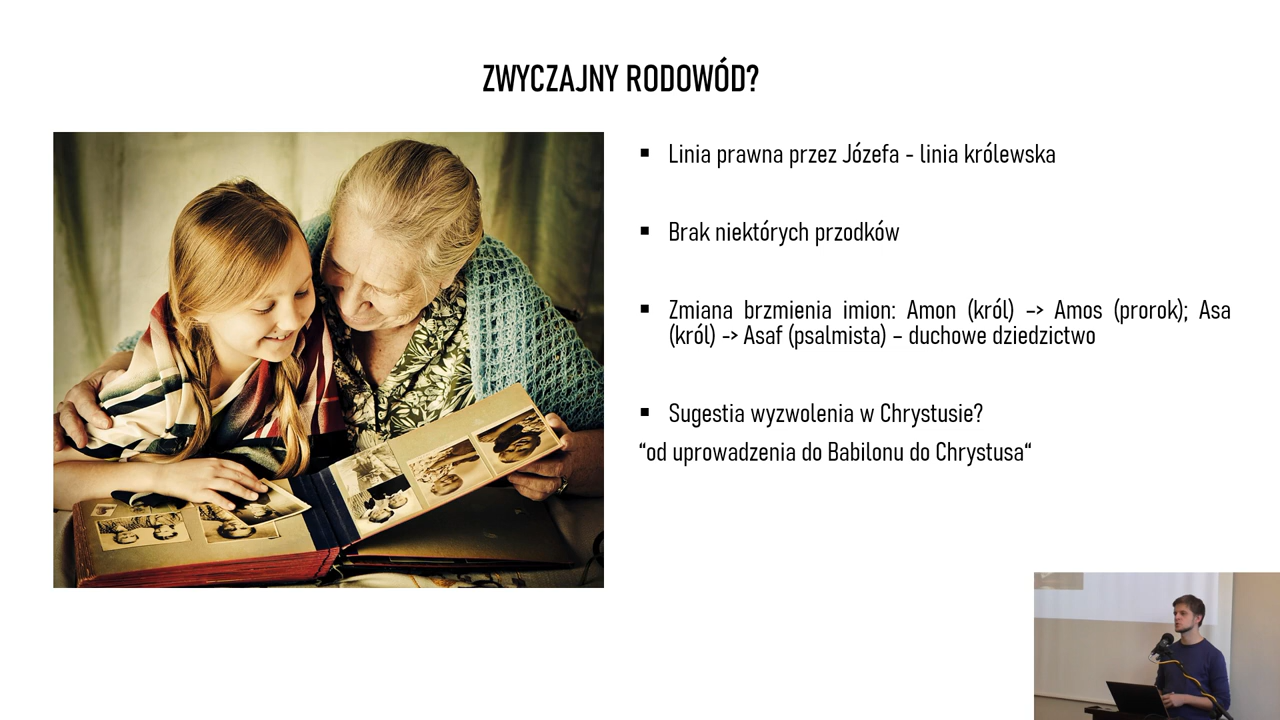 ZWYCZAJNY RODOWÓD?
▪ Linia prawna przez Józefa - linia królewska
▪ Brak niektórych przodków
▪ Zmiana brzmienia imion: Amon (król) –> Amos (prorok); Asa
(król) -> Asaf (psalmista) – duchowe dziedzictwo
▪ Sugestia wyzwolenia w Chrystusie?
“od uprowadzenia do Babilonu do Chrystusa“